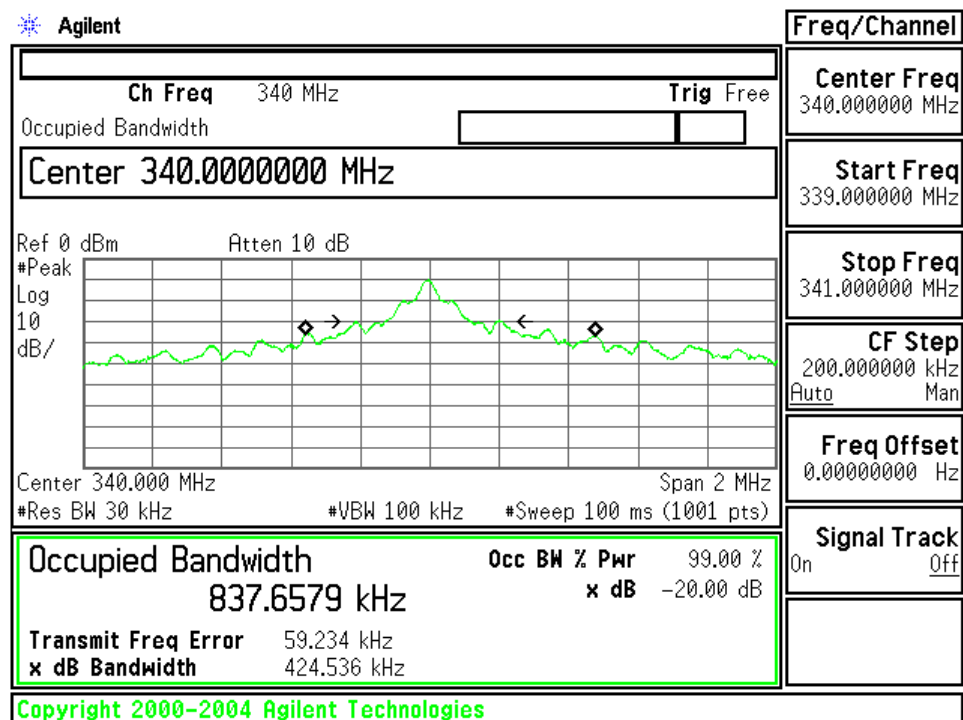 Agilent
Freq/Channel
Ch Freq 340 MHz Trig Free
Occupied Bandwidth
Center 340.0000000 MHz
Ref 0 dBm Atten 10 dB
#Peak
Log
10
dB/
Center 340.000 MHz Span 2 MHz
#Res BW 30 kHz #VBW 100 kHz #Sweep 100 ms (1001 pts)
Occupied Bandwidth
837.6579 kHz
Occ BW % Pwr 99.00 %
x dB -20.00 dB
Transmit Freq Error 59.234 kHz
x dB Bandwidth 424.536 kHz
Center Freq
340.000000 MHz
Start Freq
339.000000 MHz
Stop Freq
341.000000 MHz
CF Step
200.000000 kHz
Auto Man
Freq Offset
0.00000000 Hz
Signal Track
On Off
Copyright 2000-2004 Agilent Technologies